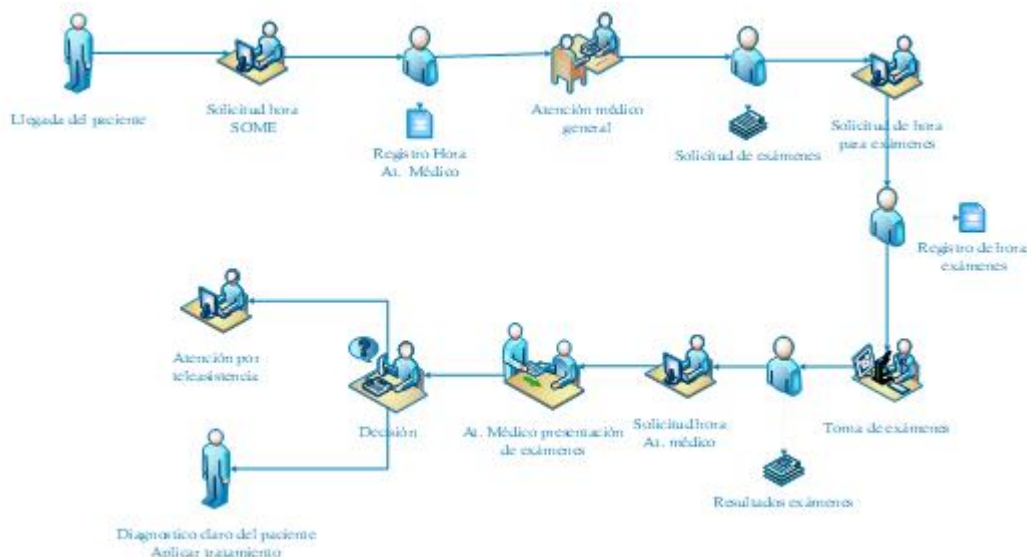 Llegada del paciente
Solicitud hora
SOME
Registro Hora
At. Médico
Atención médico
general
Solicitud de exámenes
Solicitud de hora
para exámenes
Registro de hora
exámenes
Toma de exámenes
Resultados exámenes
Solicitud hora
At. médico
At. Médico presentación
de exámenes
Decisión
?
Atención por
teleasistencia
Diagnostico claro del paciente
Aplicar tratamiento